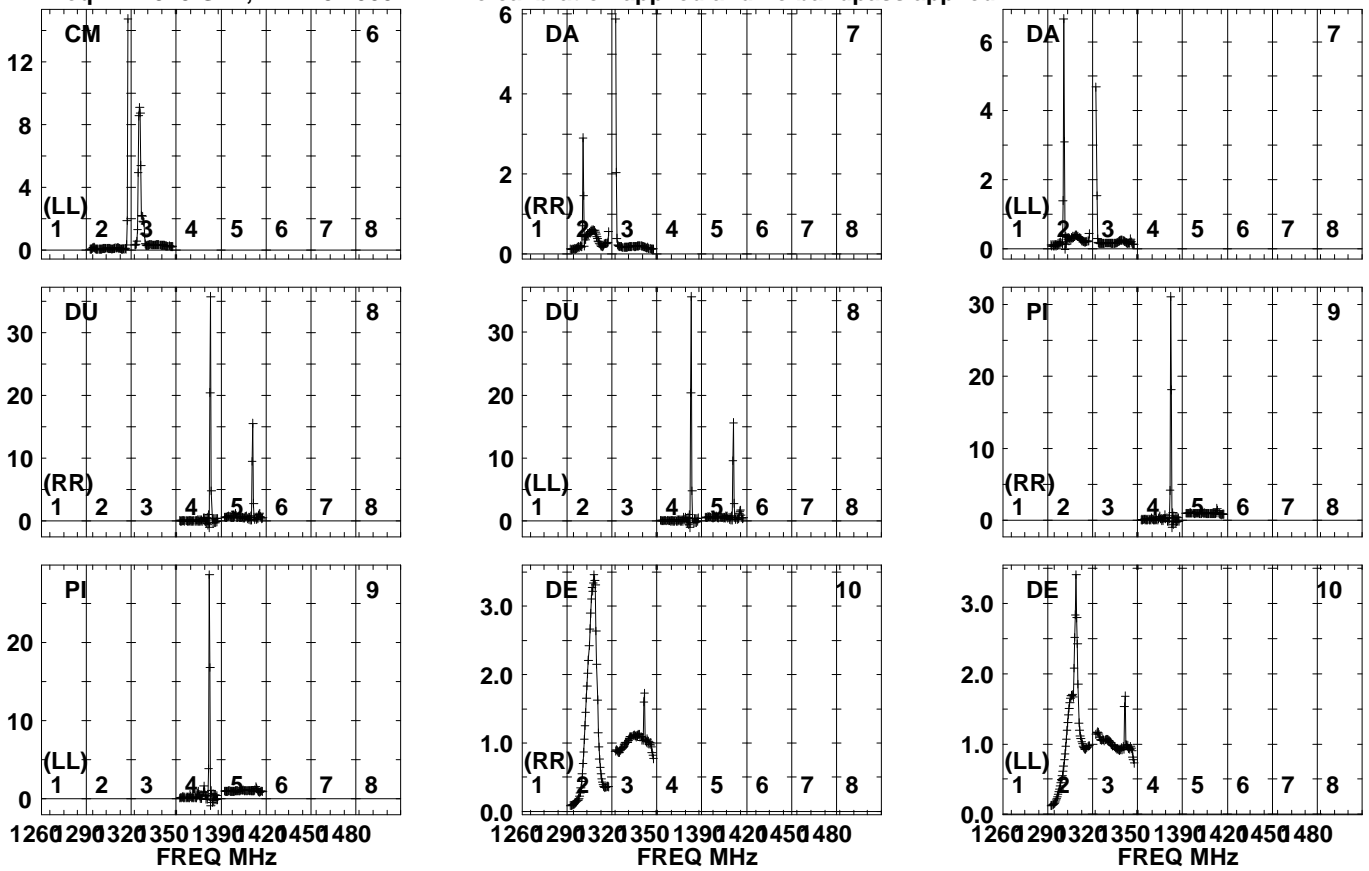 CM 6 DA 7 DA 7
12 6 6
8 4 4
4 2 2
(LL) (RR) (LL)
1 2 3 4 5 6 7 8 1 2 3 4 5 6 7 8 1 2 3 4 5 6 7 8
0 0 0
DU 8 DU 8 PI 9
30 30 30
20 20 20
10 10 10
(RR) (LL) (RR)
1 2 3 4 5 6 7 8 1 2 3 4 5 6 7 8 1 2 3 4 5 6 7 8
0 0 0
PI 9 DE 10 DE 10
20 3.0 3.0
10 2.0 2.0
(LL) 1.0 (RR) 1.0 (LL)
1 2 3 4 5 6 7 8 1 2 3 4 5 6 7 8 1 2 3 4 5 6 7 8
0 0.0 0.0
1260 1290 1320 1350 1390 1420 1450 1480 1260 1290 1320 1350 1390 1420 1450 1480 1260 1290 1320 1350 1390 1420 1450 1480
FREQ MHz FREQ MHz FREQ MHz